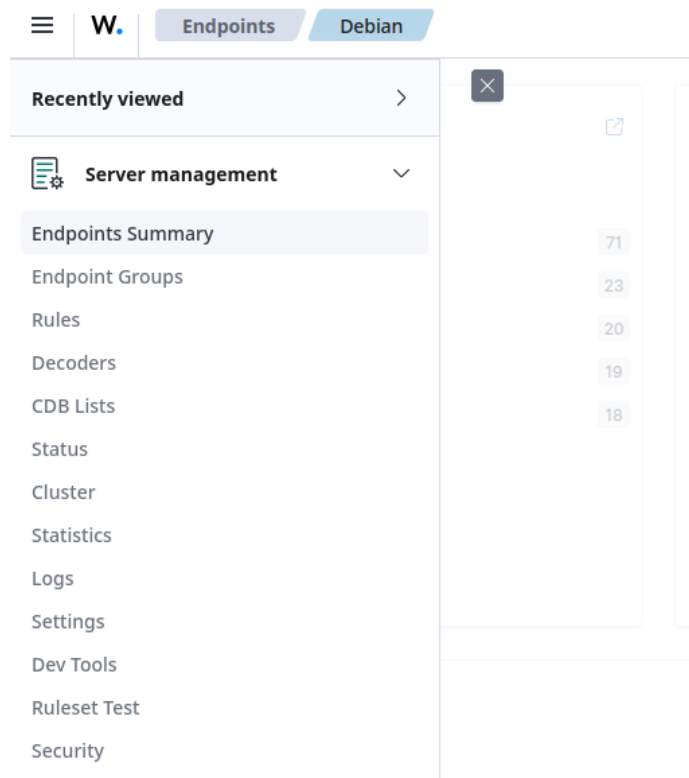 W.
Endpoints
Debian
Recently viewed
Server management
Endpoints Summary
Endpoint Groups
Rules
Decoders
CDB Lists
Status
Cluster
Statistics
Logs
Settings
Dev Tools
Ruleset Test
Security
71
23
20
19
18